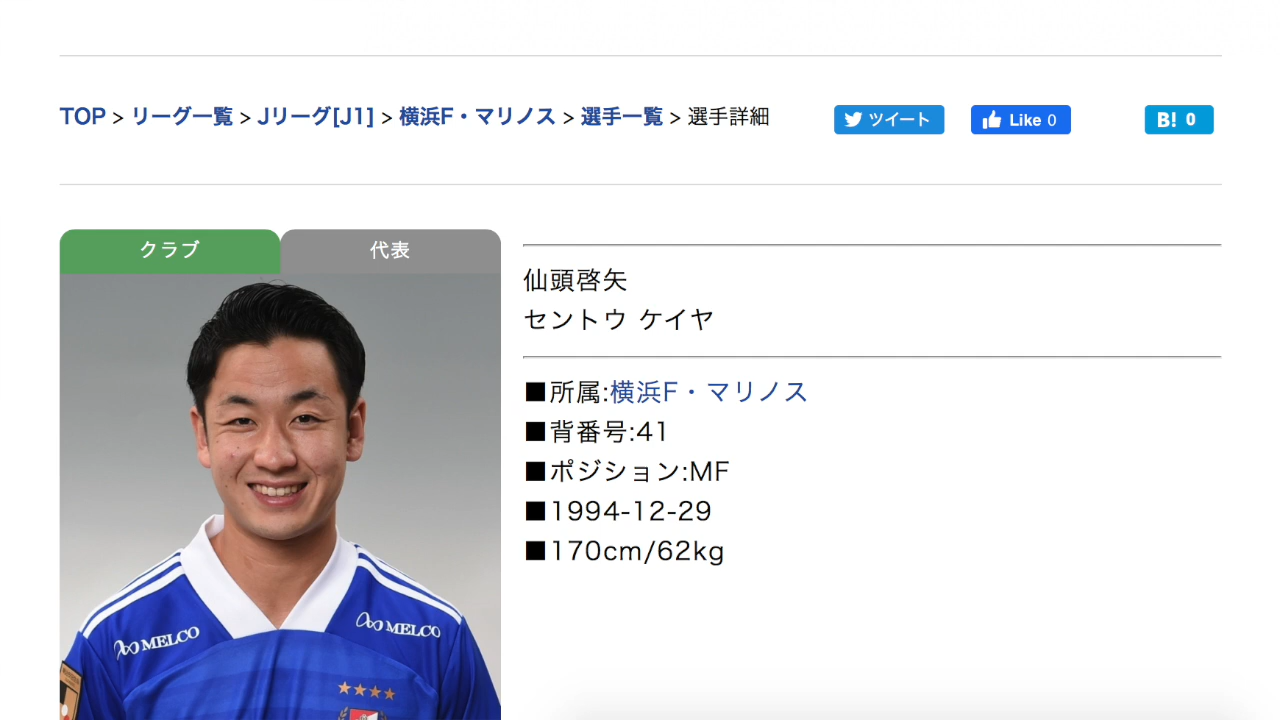 TOP > リーグ一覧 > Jリーグ[J1] > 横浜F・マリノス > 選手一覧 > 選手詳細
ツイート
Like 0
B! 0
クラブ
代表
仙頭啓矢
セントウ ケイヤ
■所属:横浜F・マリノス
■背番号:41
■ポジション:MF
■1994-12-29
■170cm/62kg
MELCO
MELCO